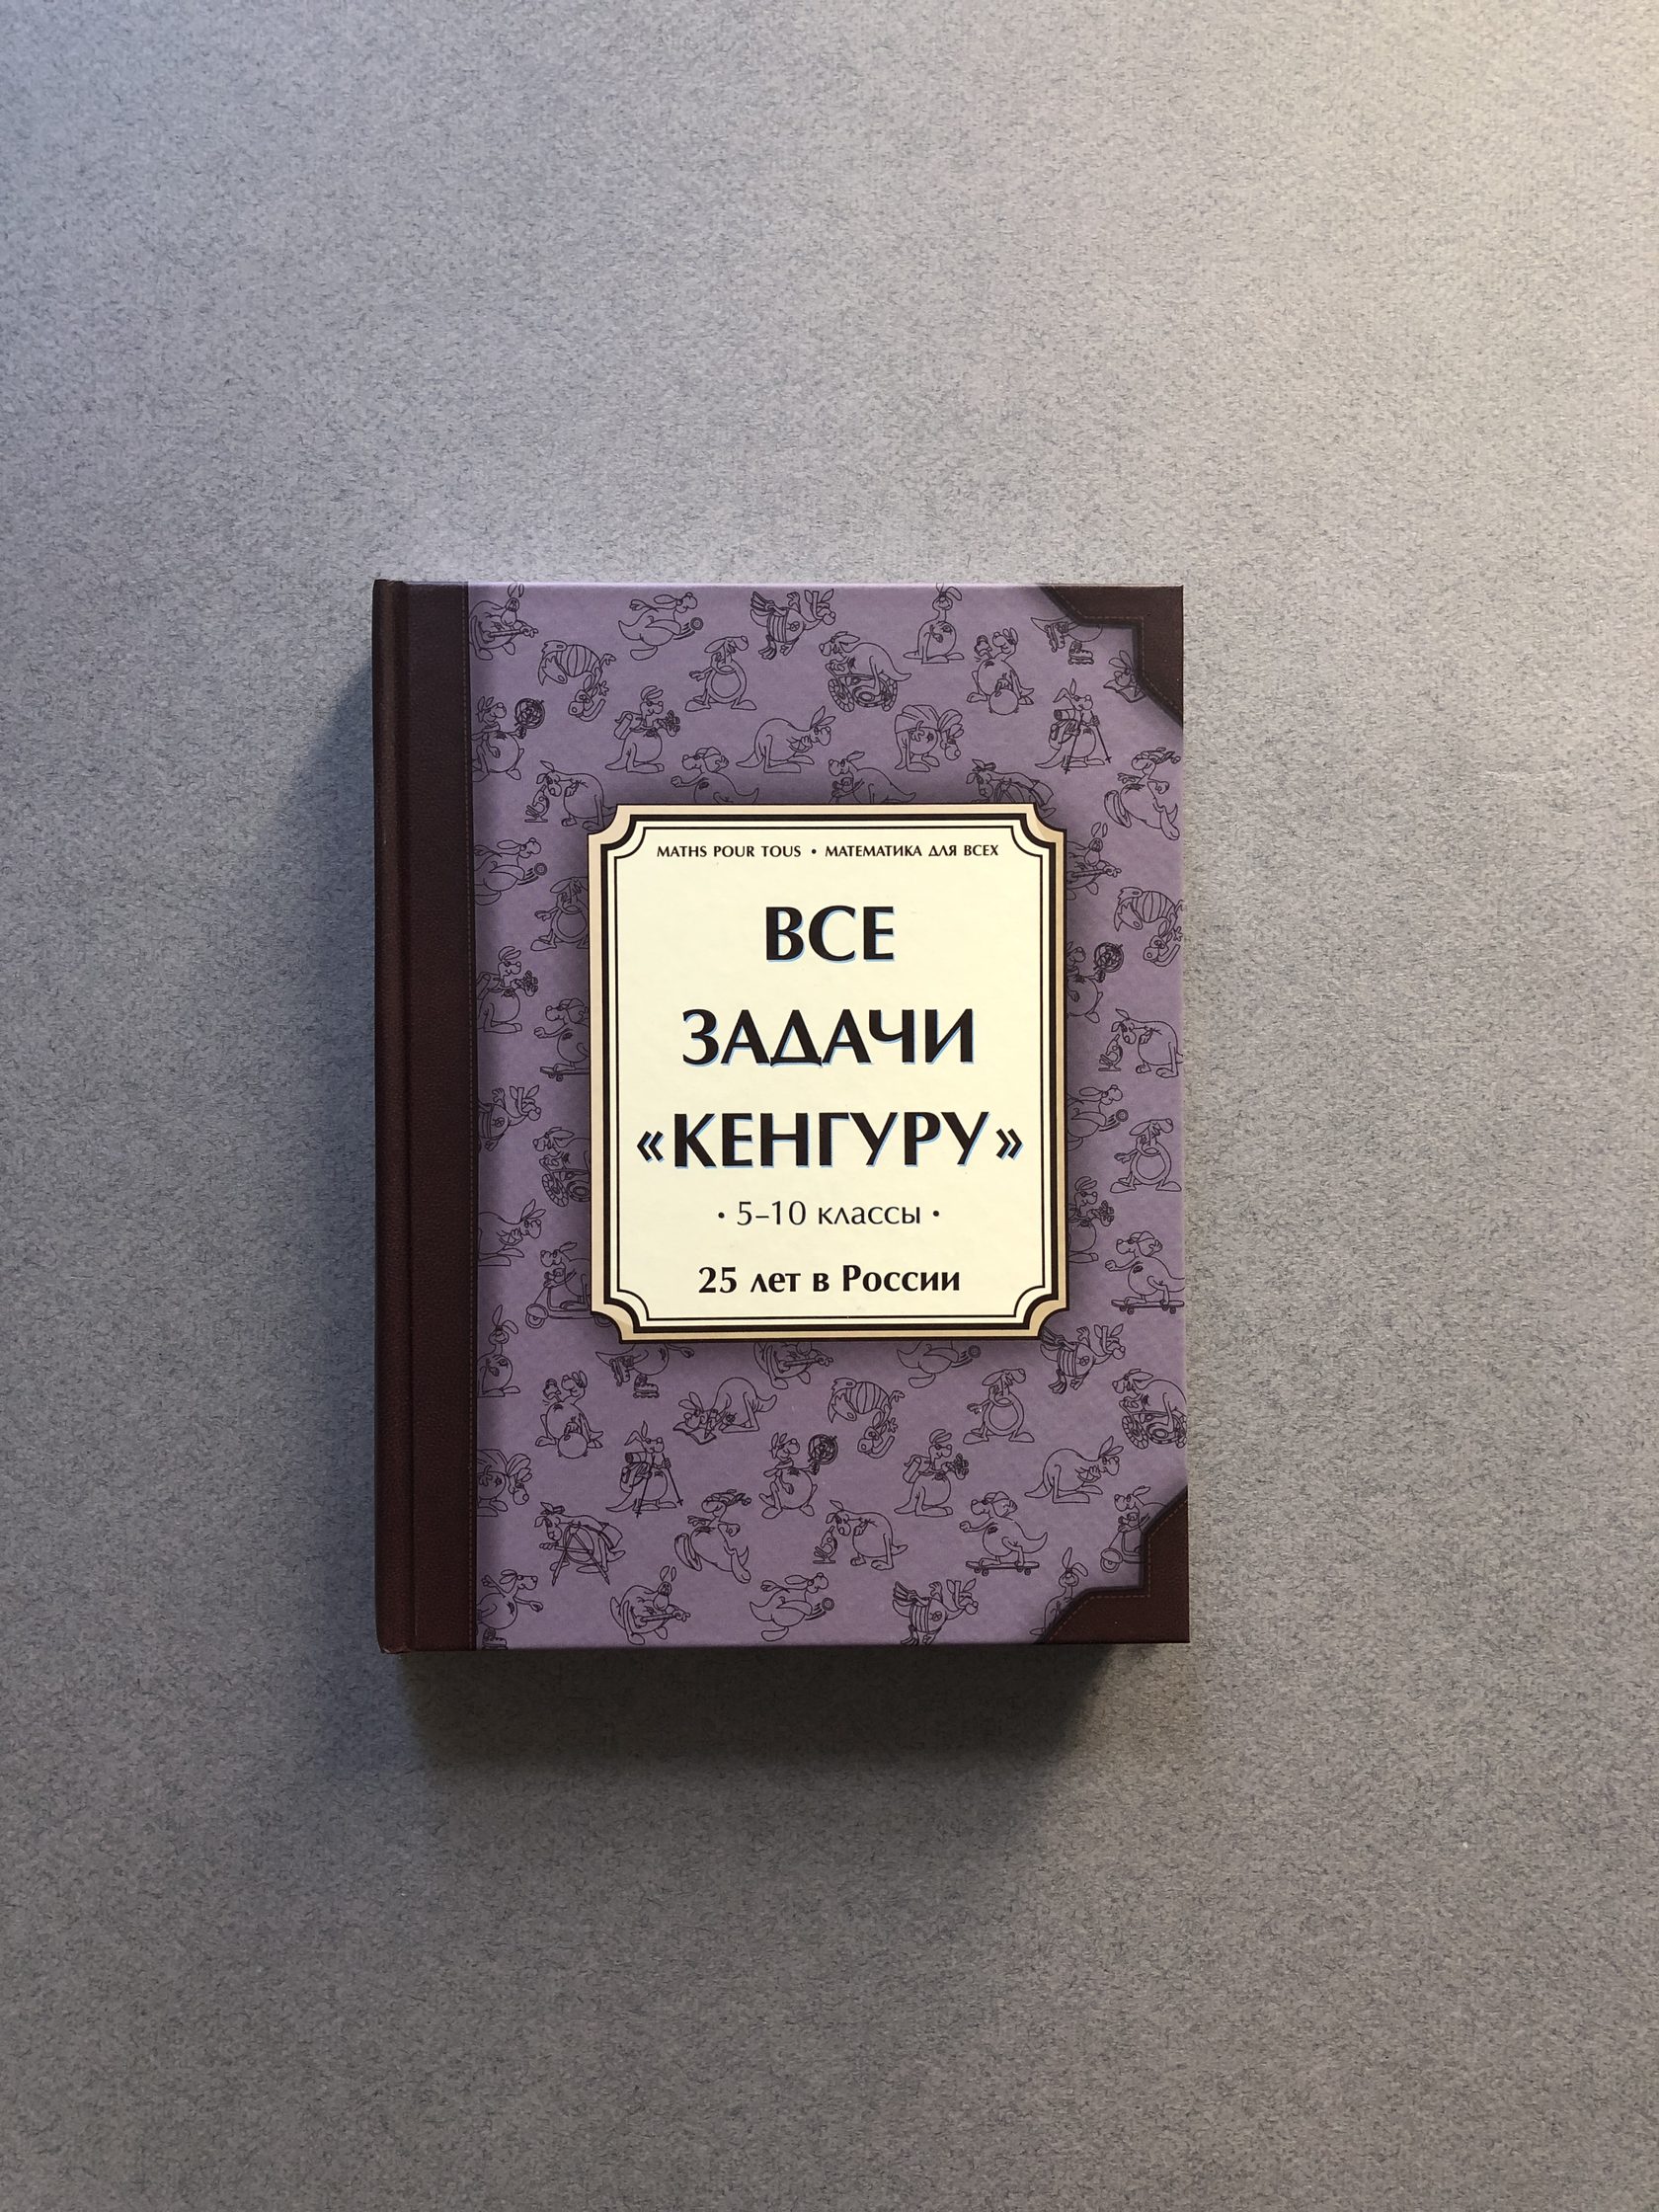 MATHS POUR TOUS • МАТЕМАТИКА ДЛЯ ВСЕХ
ВСЕ
ЗАДАЧИ
«КЕНГУРУ»
• 5–10 классы •
25 лет в России